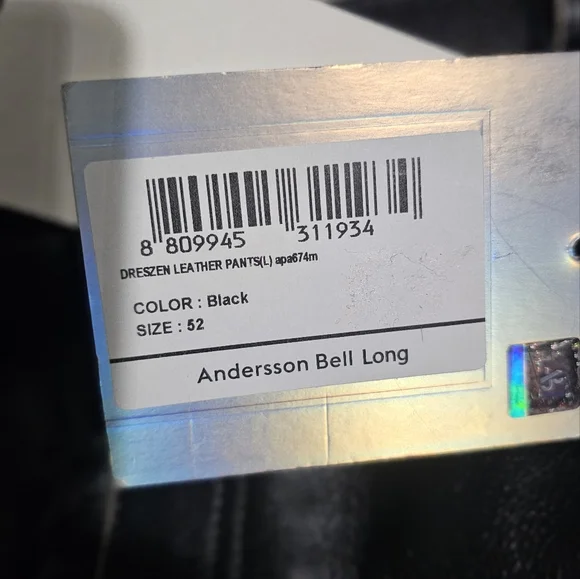 8 809945 311934
DRESZEN LEATHER PANTS(L) apa674m
COLOR : Black
SIZE : 52
Andersson Bell Long